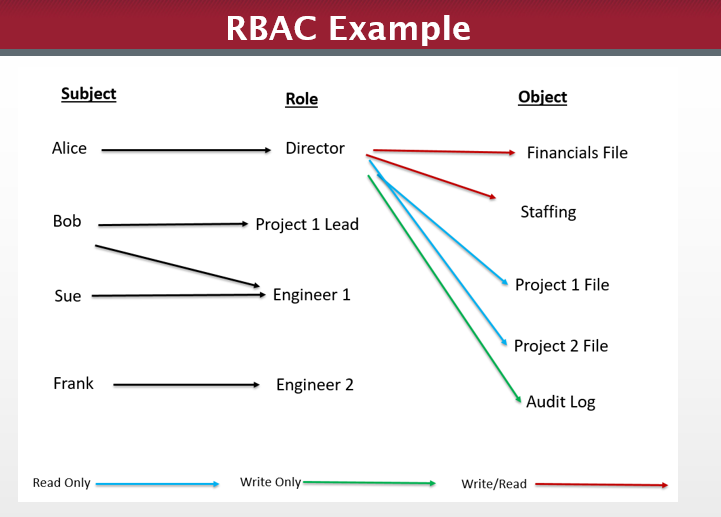 RBAC Example
Subject Role Object
Alice Director Financials File
Staffing
Bob Project 1 Lead
Sue Engineer 1 Project 1 File
Project 2 File
Frank Engineer 2 Audit Log
Read Only Write Only Write/Read